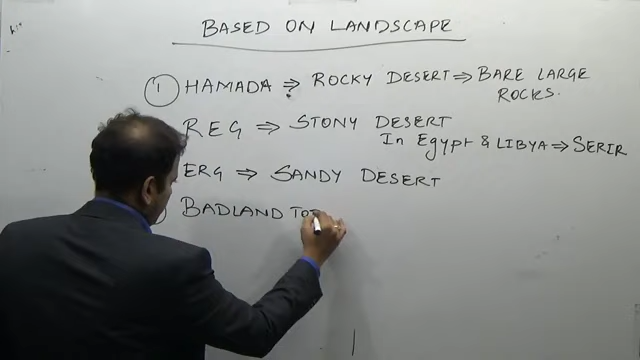 BASED ON LANDSCAPE
1 HAMADA ⇒ ROCKY DESERT ⇒ BARE LARGE
ROCKS.
REG ⇒ STONY DESERT
In Egypt & LIBYA ⇒ SERIR
ERG ⇒ SANDY DESERT
BADLAND